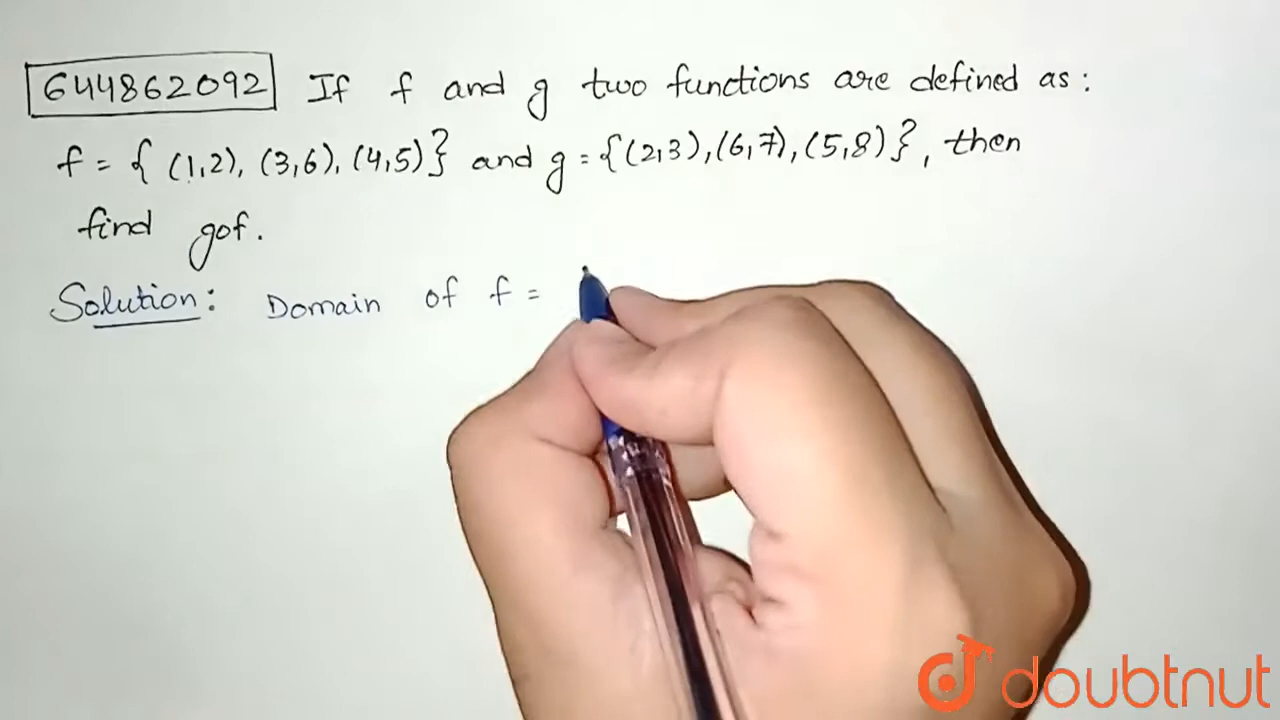 644862092 If f and g two functions are defined as:
f = { (1,2), (3,6), (4,5)} and g = {(2,3), (6,7), (5,8)}, then
find gof.
Solution: Domain of f =
doubtnut